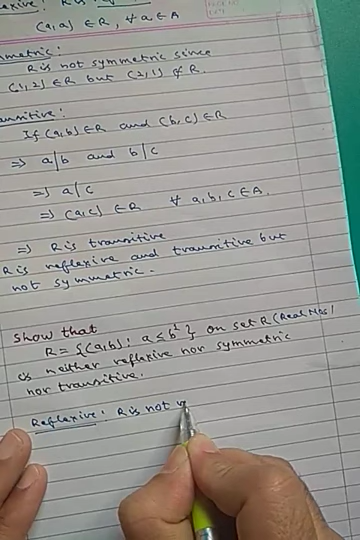 (a,a) ∈ R, ∀ a ∈ A
mmetric:
R is not symmetric since
(1,2) ∈ R but (2,1) ∉ R.
ansitive:
If (a,b) ∈ R and (b,c) ∈ R
⇒ a|b and b|c
⇒ a|c
⇒ (a,c) ∈ R ∀ a,b,c ∈ A.
⇒ R is transitive
R is reflexive and transitive but
not symmetric.
Show that
R = {(a,b) : a ≤ b²} on set R (Real Nos)
is neither reflexive nor symmetric
nor transitive.
Reflexive: R is not